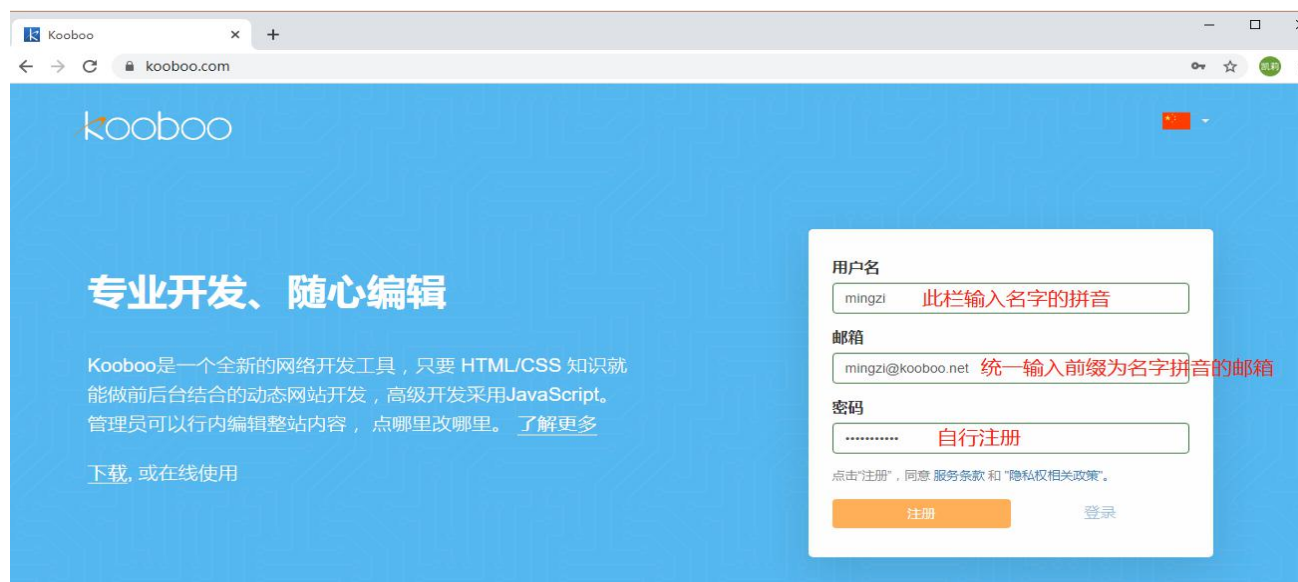 Kooboo
kooboo.com
凯莉
kooboo
专业开发、随心编辑
Kooboo是一个全新的网络开发工具，只要 HTML/CSS 知识就
能做前后台结合的动态网站开发，高级开发采用JavaScript。
管理员可以行内编辑整站内容， 点哪里改哪里。 了解更多
下载, 或在线使用
用户名
mingzi 此栏输入名字的拼音
邮箱
mingzi@kooboo.net 统一输入前缀为名字拼音的邮箱
密码
••••••••••• 自行注册
点击"注册"，同意 服务条款 和 "隐私权相关政策"。
注册 登录